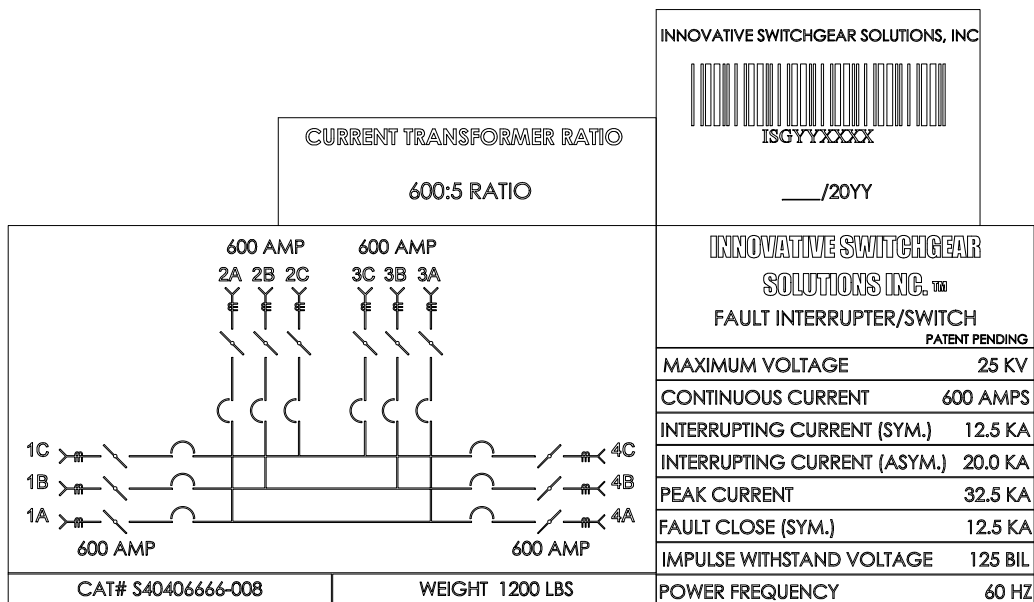 INNOVATIVE SWITCHGEAR SOLUTIONS, INC
ISGYYXXXX
____/20YY
CURRENT TRANSFORMER RATIO
600:5 RATIO
600 AMP 600 AMP
2A 2B 2C 3C 3B 3A
1C 4C
1B 4B
1A 4A
600 AMP 600 AMP
CAT# S40406666-008 WEIGHT 1200 LBS
INNOVATIVE SWITCHGEAR
SOLUTIONS INC. TM
FAULT INTERRUPTER/SWITCH
PATENT PENDING
MAXIMUM VOLTAGE 25 KV
CONTINUOUS CURRENT 600 AMPS
INTERRUPTING CURRENT (SYM.) 12.5 KA
INTERRUPTING CURRENT (ASYM.) 20.0 KA
PEAK CURRENT 32.5 KA
FAULT CLOSE (SYM.) 12.5 KA
IMPULSE WITHSTAND VOLTAGE 125 BIL
POWER FREQUENCY 60 HZ